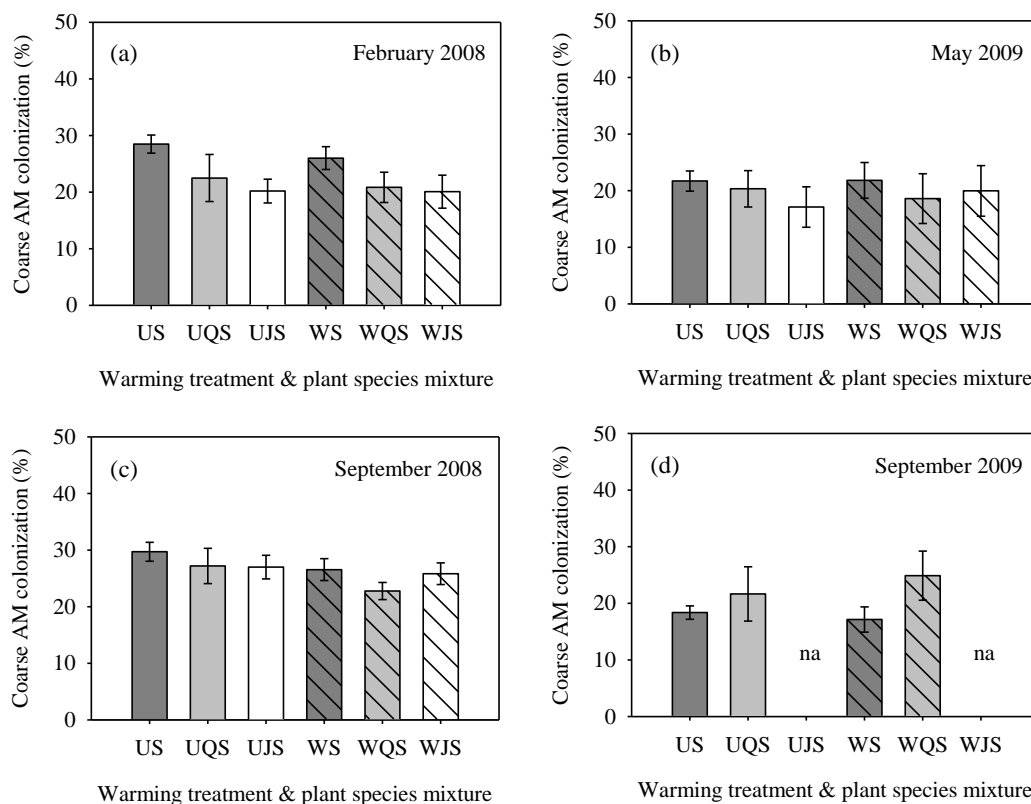 Coarse AM colonization (%)
50
40
30
20
10
0
(a)
February 2008
US UQS UJS WS WQS WJS
Warming treatment & plant species mixture
Coarse AM colonization (%)
50
40
30
20
10
0
(b)
May 2009
US UQS UJS WS WQS WJS
Warming treatment & plant species mixture
Coarse AM colonization (%)
50
40
30
20
10
0
(c)
September 2008
US UQS UJS WS WQS WJS
Warming treatment & plant species mixture
Coarse AM colonization (%)
50
40
30
20
10
0
(d)
September 2009
na
na
US UQS UJS WS WQS WJS
Warming treatment & plant species mixture